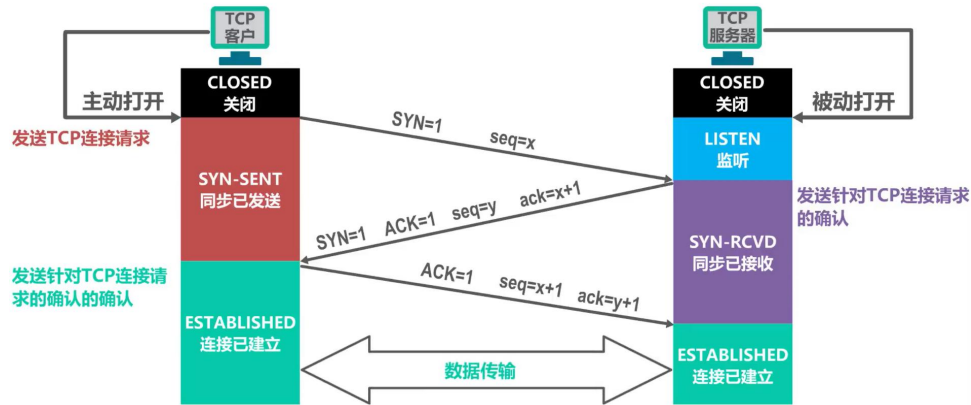 TCP
客户
TCP
服务器
CLOSED
关闭
CLOSED
关闭
主动打开
被动打开
发送TCP连接请求
SYN=1 seq=x
LISTEN
监听
SYN-SENT
同步已发送
SYN=1 ACK=1 seq=y ack=x+1
发送针对TCP连接请求
的确认
SYN-RCVD
同步已接收
发送针对TCP连接请
求的确认的确认
ACK=1 seq=x+1 ack=y+1
ESTABLISHED
连接已建立
数据传输
ESTABLISHED
连接已建立